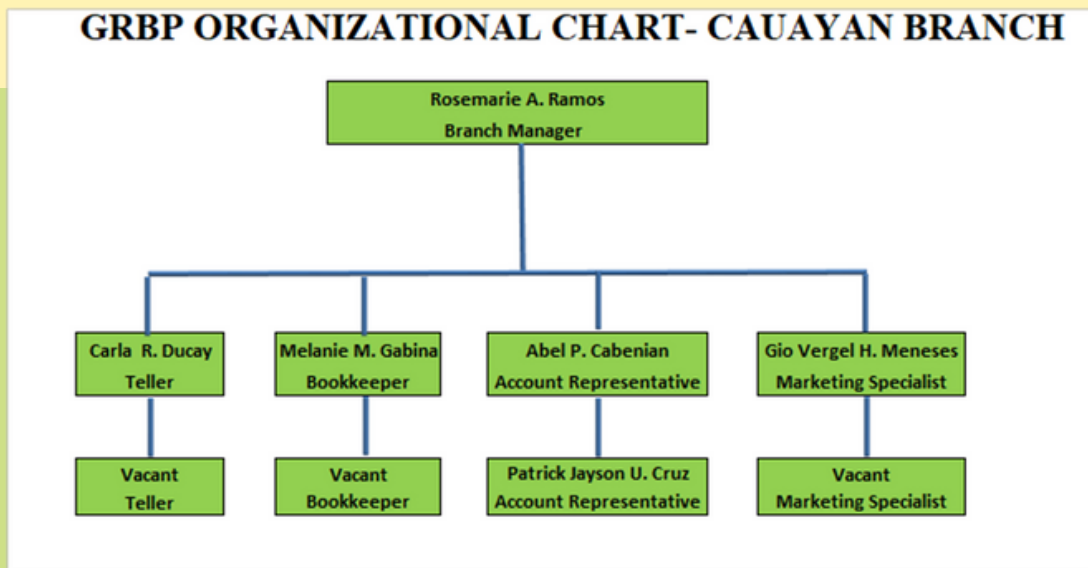 GRBP ORGANIZATIONAL CHART- CAUAYAN BRANCH
Rosemarie A. Ramos
Branch Manager
Carla R. Ducay
Teller
Melanie M. Gabina
Bookkeeper
Abel P. Cabenian
Account Representative
Gio Vergel H. Meneses
Marketing Specialist
Vacant
Teller
Vacant
Bookkeeper
Patrick Jayson U. Cruz
Account Representative
Vacant
Marketing Specialist